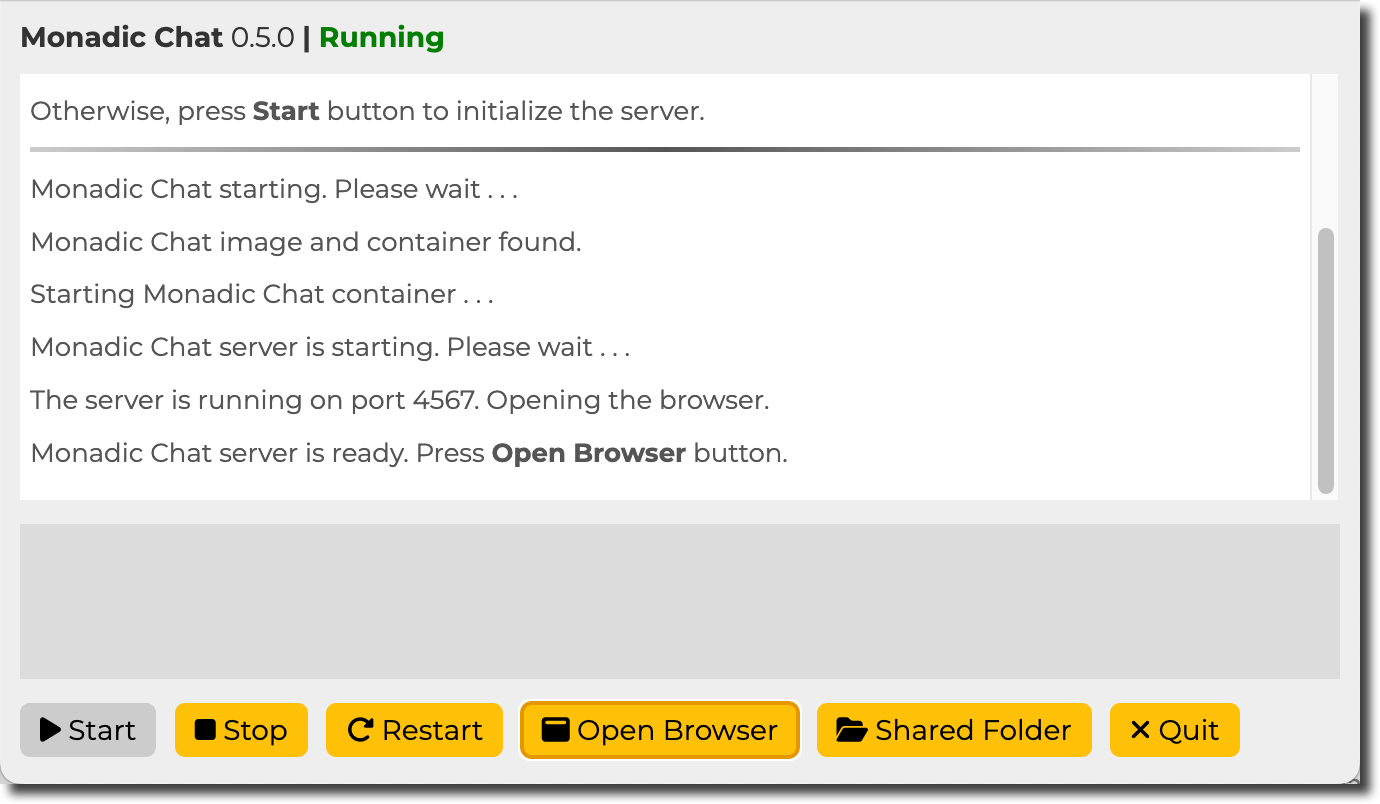 Monadic Chat 0.5.0 | Running
Otherwise, press Start button to initialize the server.
Monadic Chat starting. Please wait . . .
Monadic Chat image and container found.
Starting Monadic Chat container . . .
Monadic Chat server is starting. Please wait . . .
The server is running on port 4567. Opening the browser.
Monadic Chat server is ready. Press Open Browser button.
Start Stop Restart Open Browser Shared Folder Quit